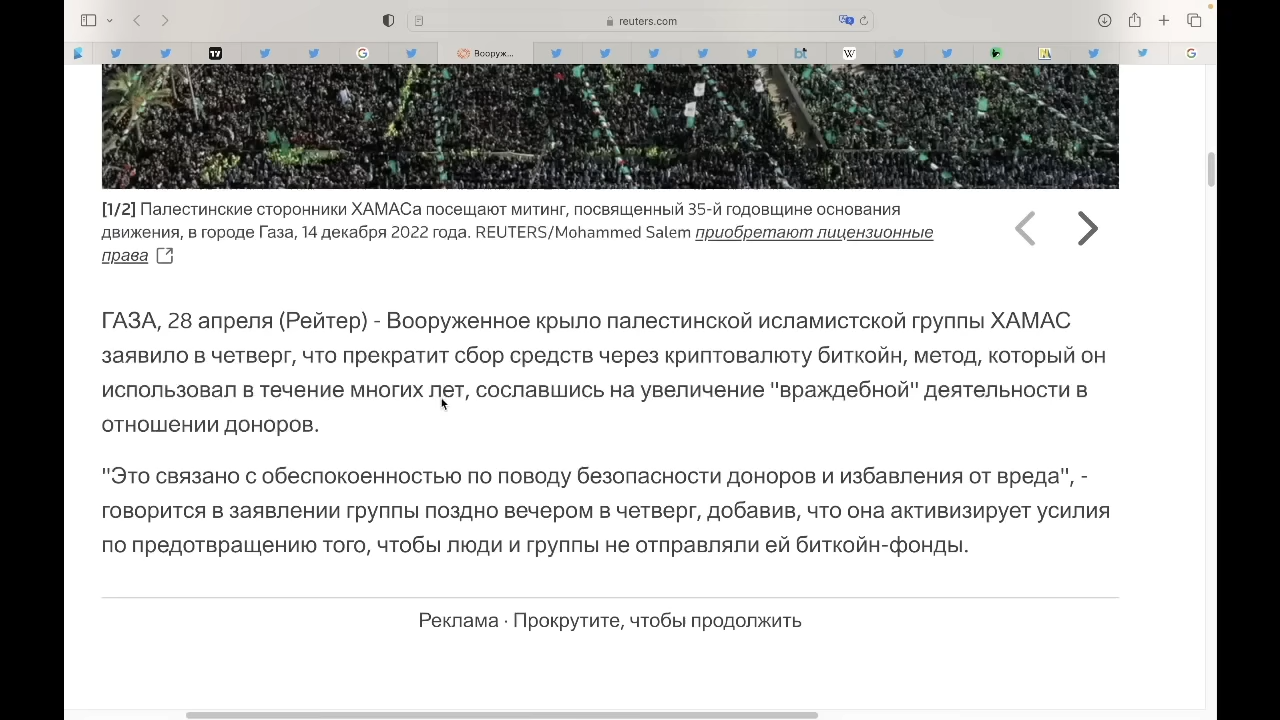 reuters.com
Вооруж...
[1/2] Палестинские сторонники ХАМАСа посещают митинг, посвященный 35-й годовщине основания
движения, в городе Газа, 14 декабря 2022 года. REUTERS/Mohammed Salem приобретают лицензионные
права
ГАЗА, 28 апреля (Рейтер) - Вооруженное крыло палестинской исламистской группы ХАМАС
заявило в четверг, что прекратит сбор средств через криптовалюту биткойн, метод, который он
использовал в течение многих лет, сославшись на увеличение "враждебной" деятельности в
отношении доноров.
"Это связано с обеспокоенностью по поводу безопасности доноров и избавления от вреда", -
говорится в заявлении группы поздно вечером в четверг, добавив, что она активизирует усилия
по предотвращению того, чтобы люди и группы не отправляли ей биткойн-фонды.
Реклама · Прокрутите, чтобы продолжить